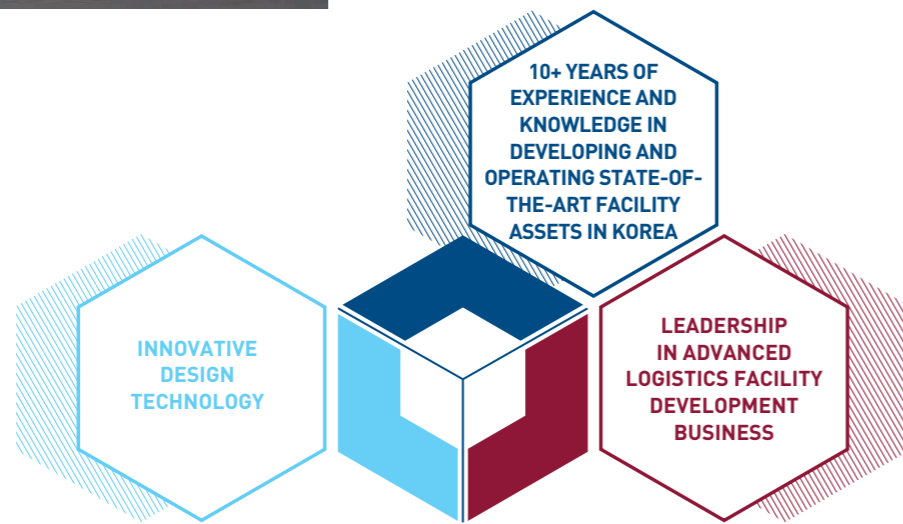 10+ YEARS OF
EXPERIENCE AND
KNOWLEDGE IN
DEVELOPING AND
OPERATING STATE-OF-
THE-ART FACILITY
ASSETS IN KOREA
INNOVATIVE
DESIGN
TECHNOLOGY
LEADERSHIP
IN ADVANCED
LOGISTICS FACILITY
DEVELOPMENT
BUSINESS